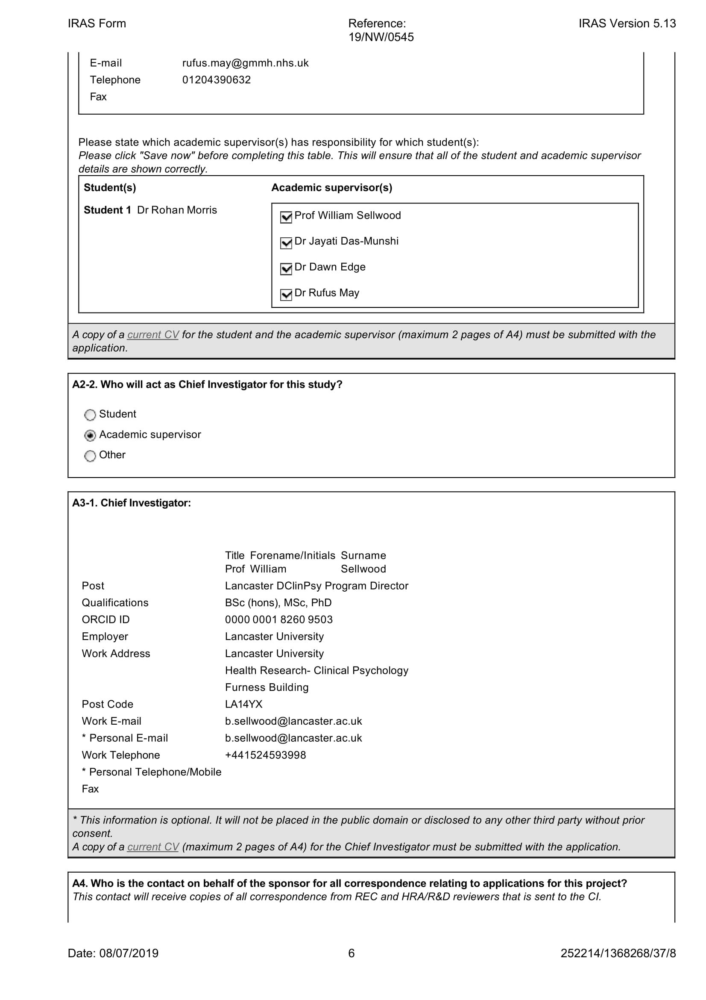 IRAS Form
Reference:
19/NW/0545
IRAS Version 5.13
E-mail rufus.may@gmmh.nhs.uk
Telephone 01204390632
Fax
Please state which academic supervisor(s) has responsibility for which student(s):
Please click "Save now" before completing this table. This will ensure that all of the student and academic supervisor
details are shown correctly.
Student(s) Academic supervisor(s)
Student 1 Dr Rohan Morris
Prof William Sellwood
Dr Jayati Das-Munshi
Dr Dawn Edge
Dr Rufus May
A copy of a current CV for the student and the academic supervisor (maximum 2 pages of A4) must be submitted with the
application.
A2-2. Who will act as Chief Investigator for this study?
Student
Academic supervisor
Other
A3-1. Chief Investigator:
Title Forename/Initials Surname
Prof William Sellwood
Post Lancaster DClinPsy Program Director
Qualifications BSc (hons), MSc, PhD
ORCID ID 0000 0001 8260 9503
Employer Lancaster University
Work Address Lancaster University
Health Research- Clinical Psychology
Furness Building
Post Code LA14YX
Work E-mail b.sellwood@lancaster.ac.uk
* Personal E-mail b.sellwood@lancaster.ac.uk
Work Telephone +441524593998
* Personal Telephone/Mobile
Fax
* This information is optional. It will not be placed in the public domain or disclosed to any other third party without prior
consent.
A copy of a current CV (maximum 2 pages of A4) for the Chief Investigator must be submitted with the application.
A4. Who is the contact on behalf of the sponsor for all correspondence relating to applications for this project?
This contact will receive copies of all correspondence from REC and HRA/R&D reviewers that is sent to the CI.
Date: 08/07/2019 6 252214/1368268/37/8